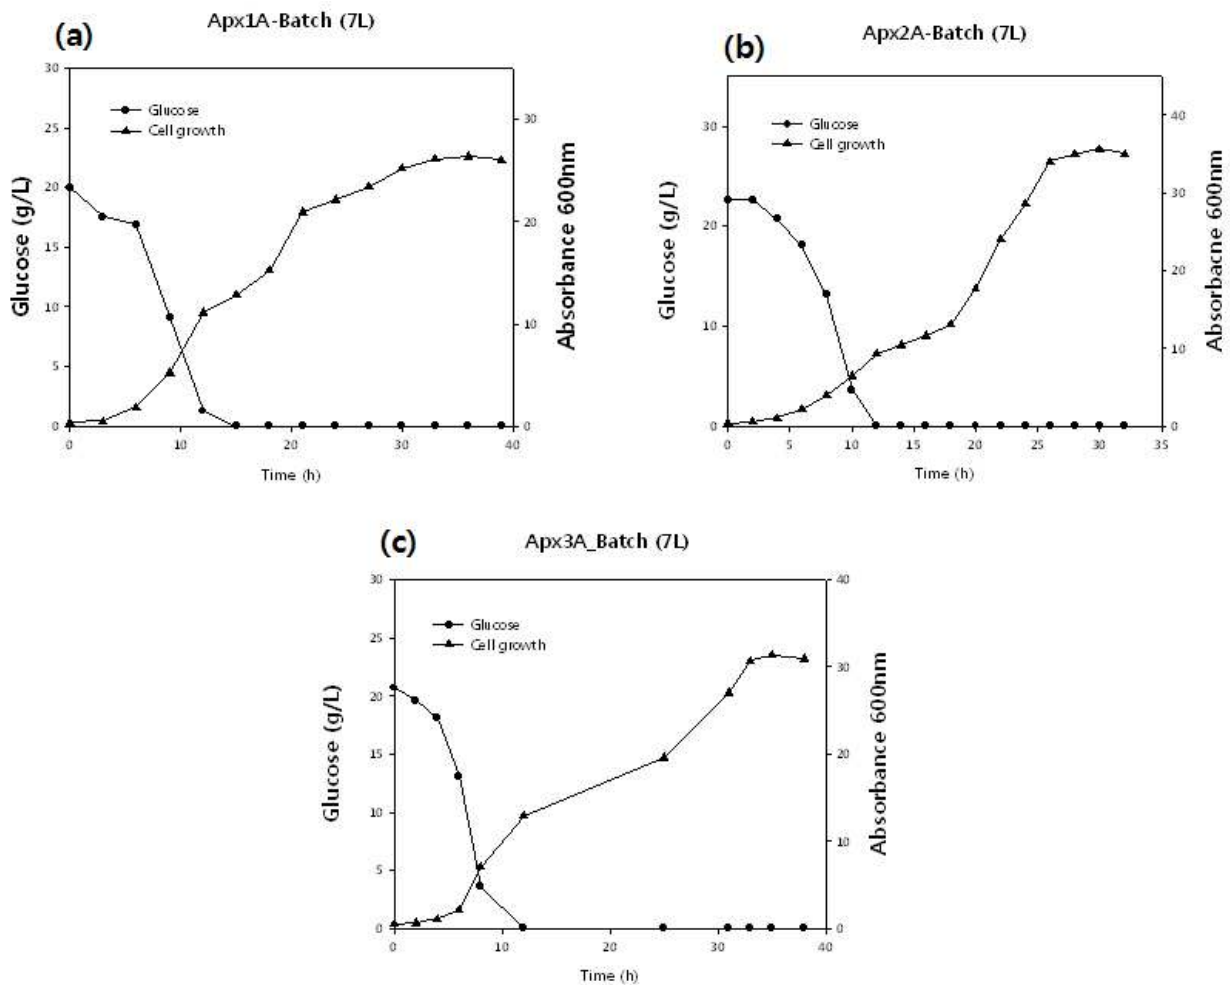 (a)
Apx1A-Batch (7L)
Glucose
Cell growth
Glucose (g/L)
30
25
20
15
10
5
0
Absorbance 600nm
30
20
10
0
0 10 20 30 40
Time (h)
(b)
Apx2A-Batch (7L)
Glucose
Cell growth
Glucose (g/L)
30
20
10
0
Absorbacne 600nm
40
30
20
10
0
0 5 10 15 20 25 30 35
Time (h)
(c)
Apx3A_Batch (7L)
Glucose
Cell growth
Glucose (g/L)
30
25
20
15
10
5
0
Absorbance 600nm
40
30
20
10
0
0 10 20 30 40
Time (h)